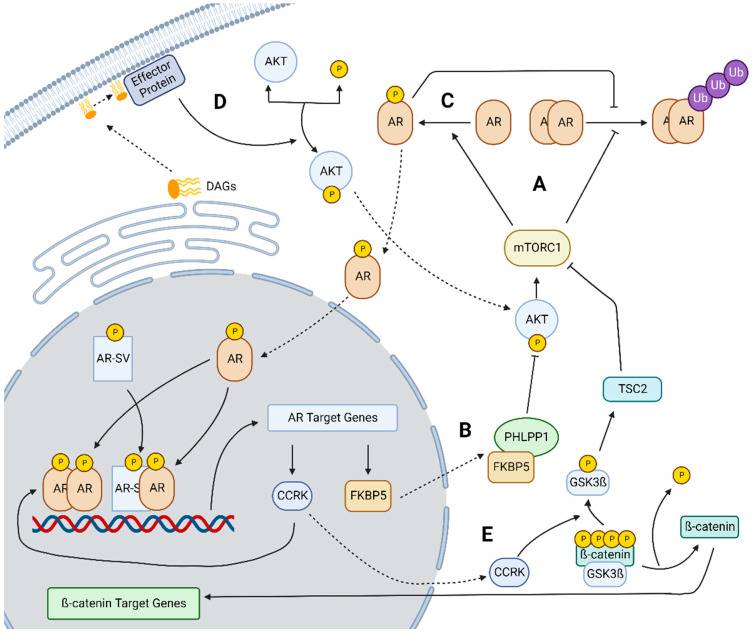 Effector
Protein
D
AKT
P
DAGs
AKT
P
P
AR
C
AR
A
AR
A
AR
Ub
Ub
Ub
A
mTORC1
P
AR
AKT
P
P
AR-SV
P
AR
AR Target Genes
B
PHLPP1
FKBP5
TSC2
P
P
AR
AR
P
P
AR-S
AR
CCRK
FKBP5
P
GSK3ß
P
E
P
P
P
P
ß-catenin
GSK3ß
ß-catenin
CCRK
ß-catenin Target Genes